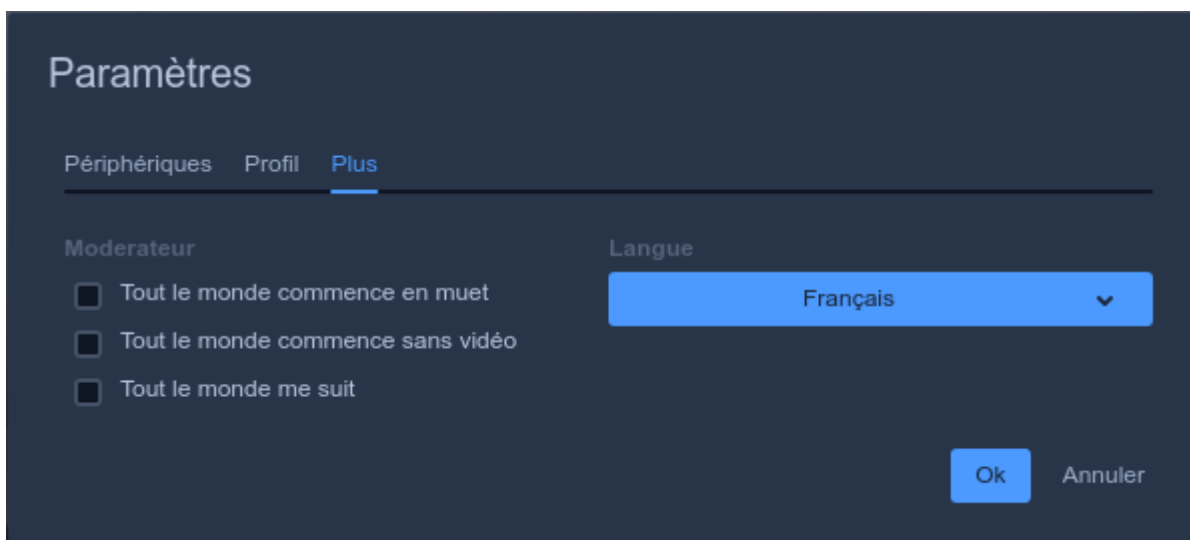 Paramètres
Périphériques Profil Plus
Moderateur
Tout le monde commence en muet
Tout le monde commence sans vidéo
Tout le monde me suit
Langue
Français
Ok Annuler